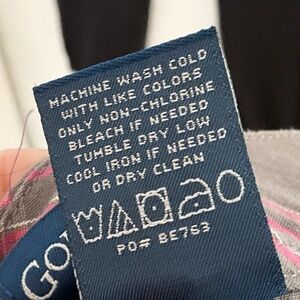 MACHINE WASH COLD
WITH LIKE COLORS
ONLY NON-CHLORINE
BLEACH IF NEEDED
TUMBLE DRY LOW
COOL IRON IF NEEDED
OR DRY CLEAN
PO# BE763